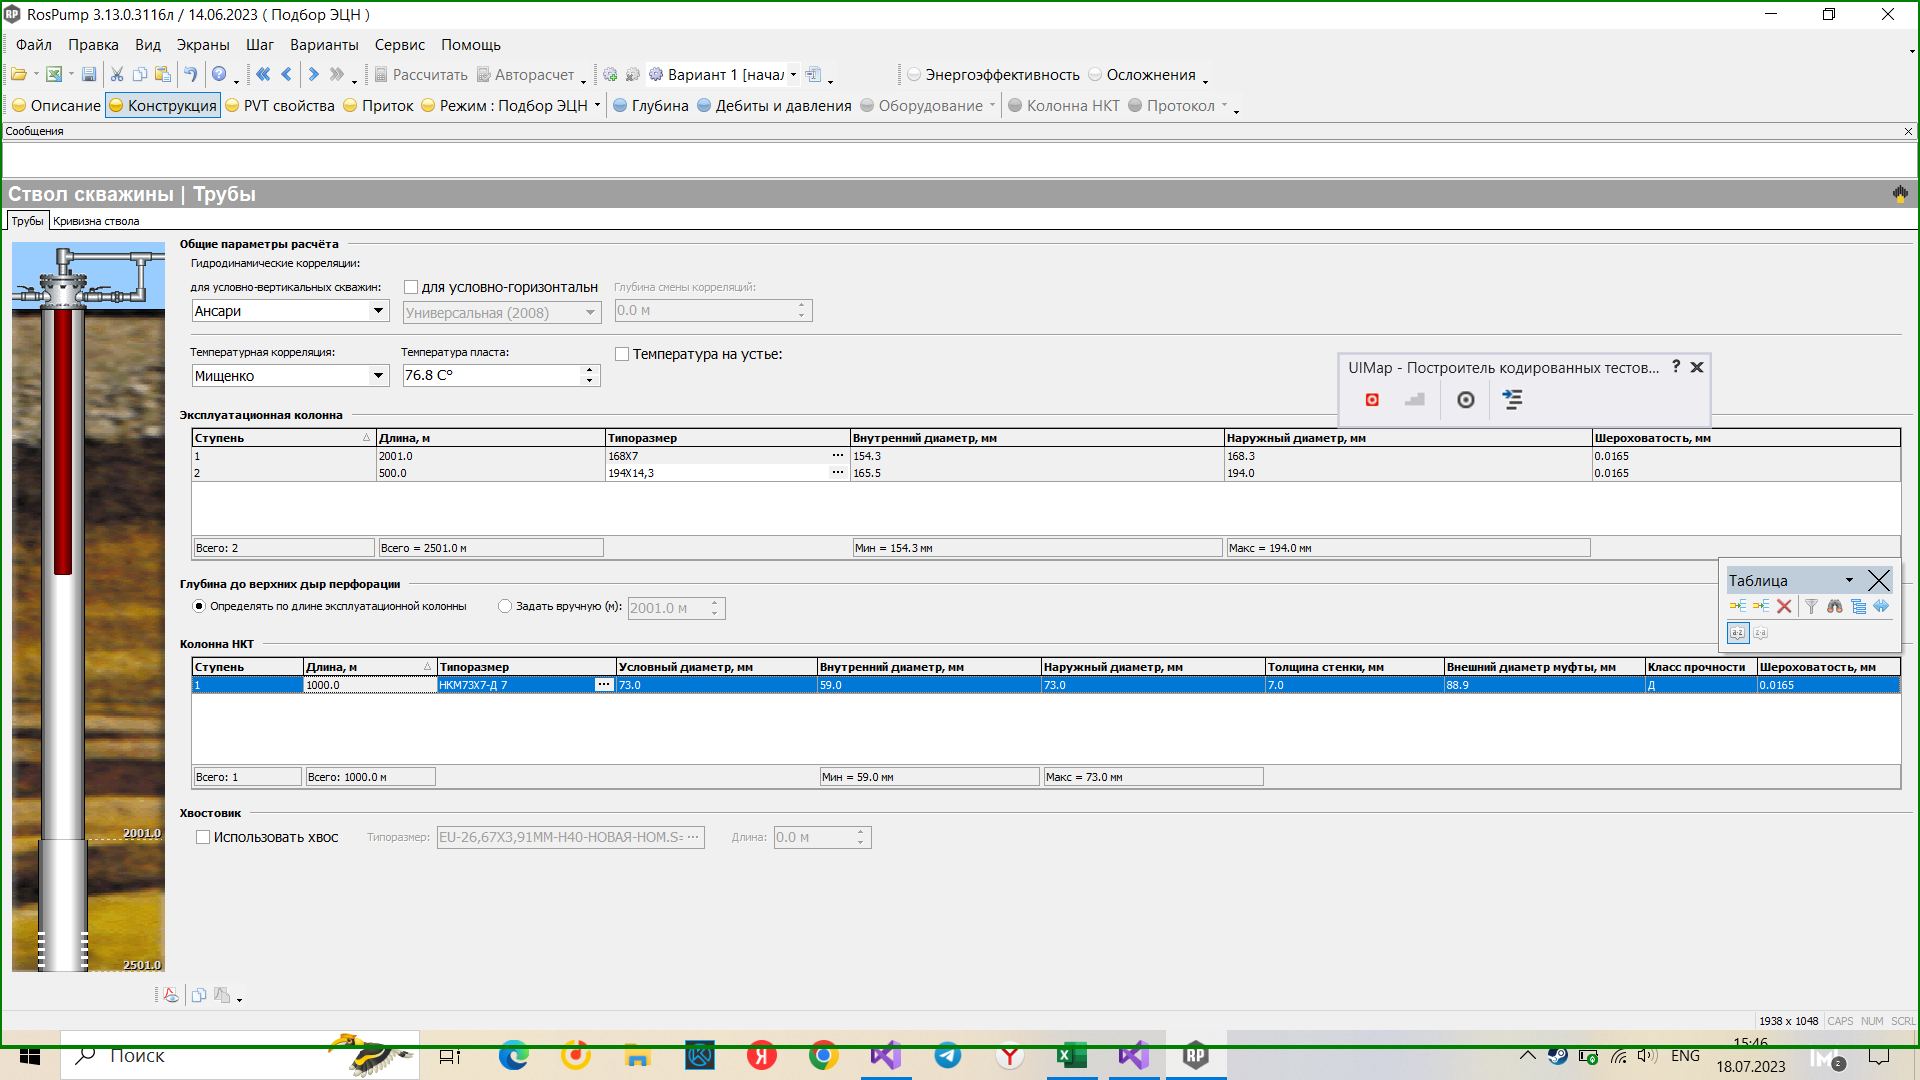 RosPump 3.13.0.3116л / 14.06.2023 ( Подбор ЭЦН )
Файл Правка Вид Экраны Шаг Варианты Сервис Помощь
Рассчитать Авторасчет Вариант 1 [начал Энергоэффективность Осложнения
Описание Конструкция PVT свойства Приток Режим : Подбор ЭЦН Глубина Дебиты и давления Оборудование Колонна НКТ Протокол
Сообщения
Ствол скважины | Трубы
Трубы Кривизна ствола
Общие параметры расчёта
Гидродинамические корреляции:
для условно-вертикальных скважин: для условно-горизонтальн Глубина смены корреляций:
Ансари Универсальная (2008) 0.0 м
Температурная корреляция: Температура пласта: Температура на устье:
Мищенко 76.8 C°
UIMap - Построитель кодированных тестов... ?
Эксплуатационная колонна
Ступень Длина, м Типоразмер Внутренний диаметр, мм Наружный диаметр, мм Шероховатость, мм
1 2001.0 168X7 ... 154.3 168.3 0.0165
2 500.0 194X14,3 ... 165.5 194.0 0.0165
Всего: 2 Всего = 2501.0 м Мин = 154.3 мм Макс = 194.0 мм
Таблица
Глубина до верхних дыр перфорации
Определять по длине эксплуатационной колонны Задать вручную (м): 2001.0 м
Колонна НКТ
Ступень Длина, м Типоразмер Условный диаметр, мм Внутренний диаметр, мм Наружный диаметр, мм Толщина стенки, мм Внешний диаметр муфты, мм Класс прочности Шероховатость, мм
1 1000.0 НКМ73Х7-Д 7 ... 73.0 59.0 73.0 7.0 88.9 Д 0.0165
Всего: 1 Всего: 1000.0 м Мин = 59.0 мм Макс = 73.0 мм
Хвостовик
Использовать хвос Типоразмер: EU-26,67X3,91MM-H40-НОВАЯ-НОМ.S= ... Длина: 0.0 м
2001.0
2501.0
1938 x 1048 CAPS NUM SCRL
Поиск
ENG
15:46
18.07.2023
2